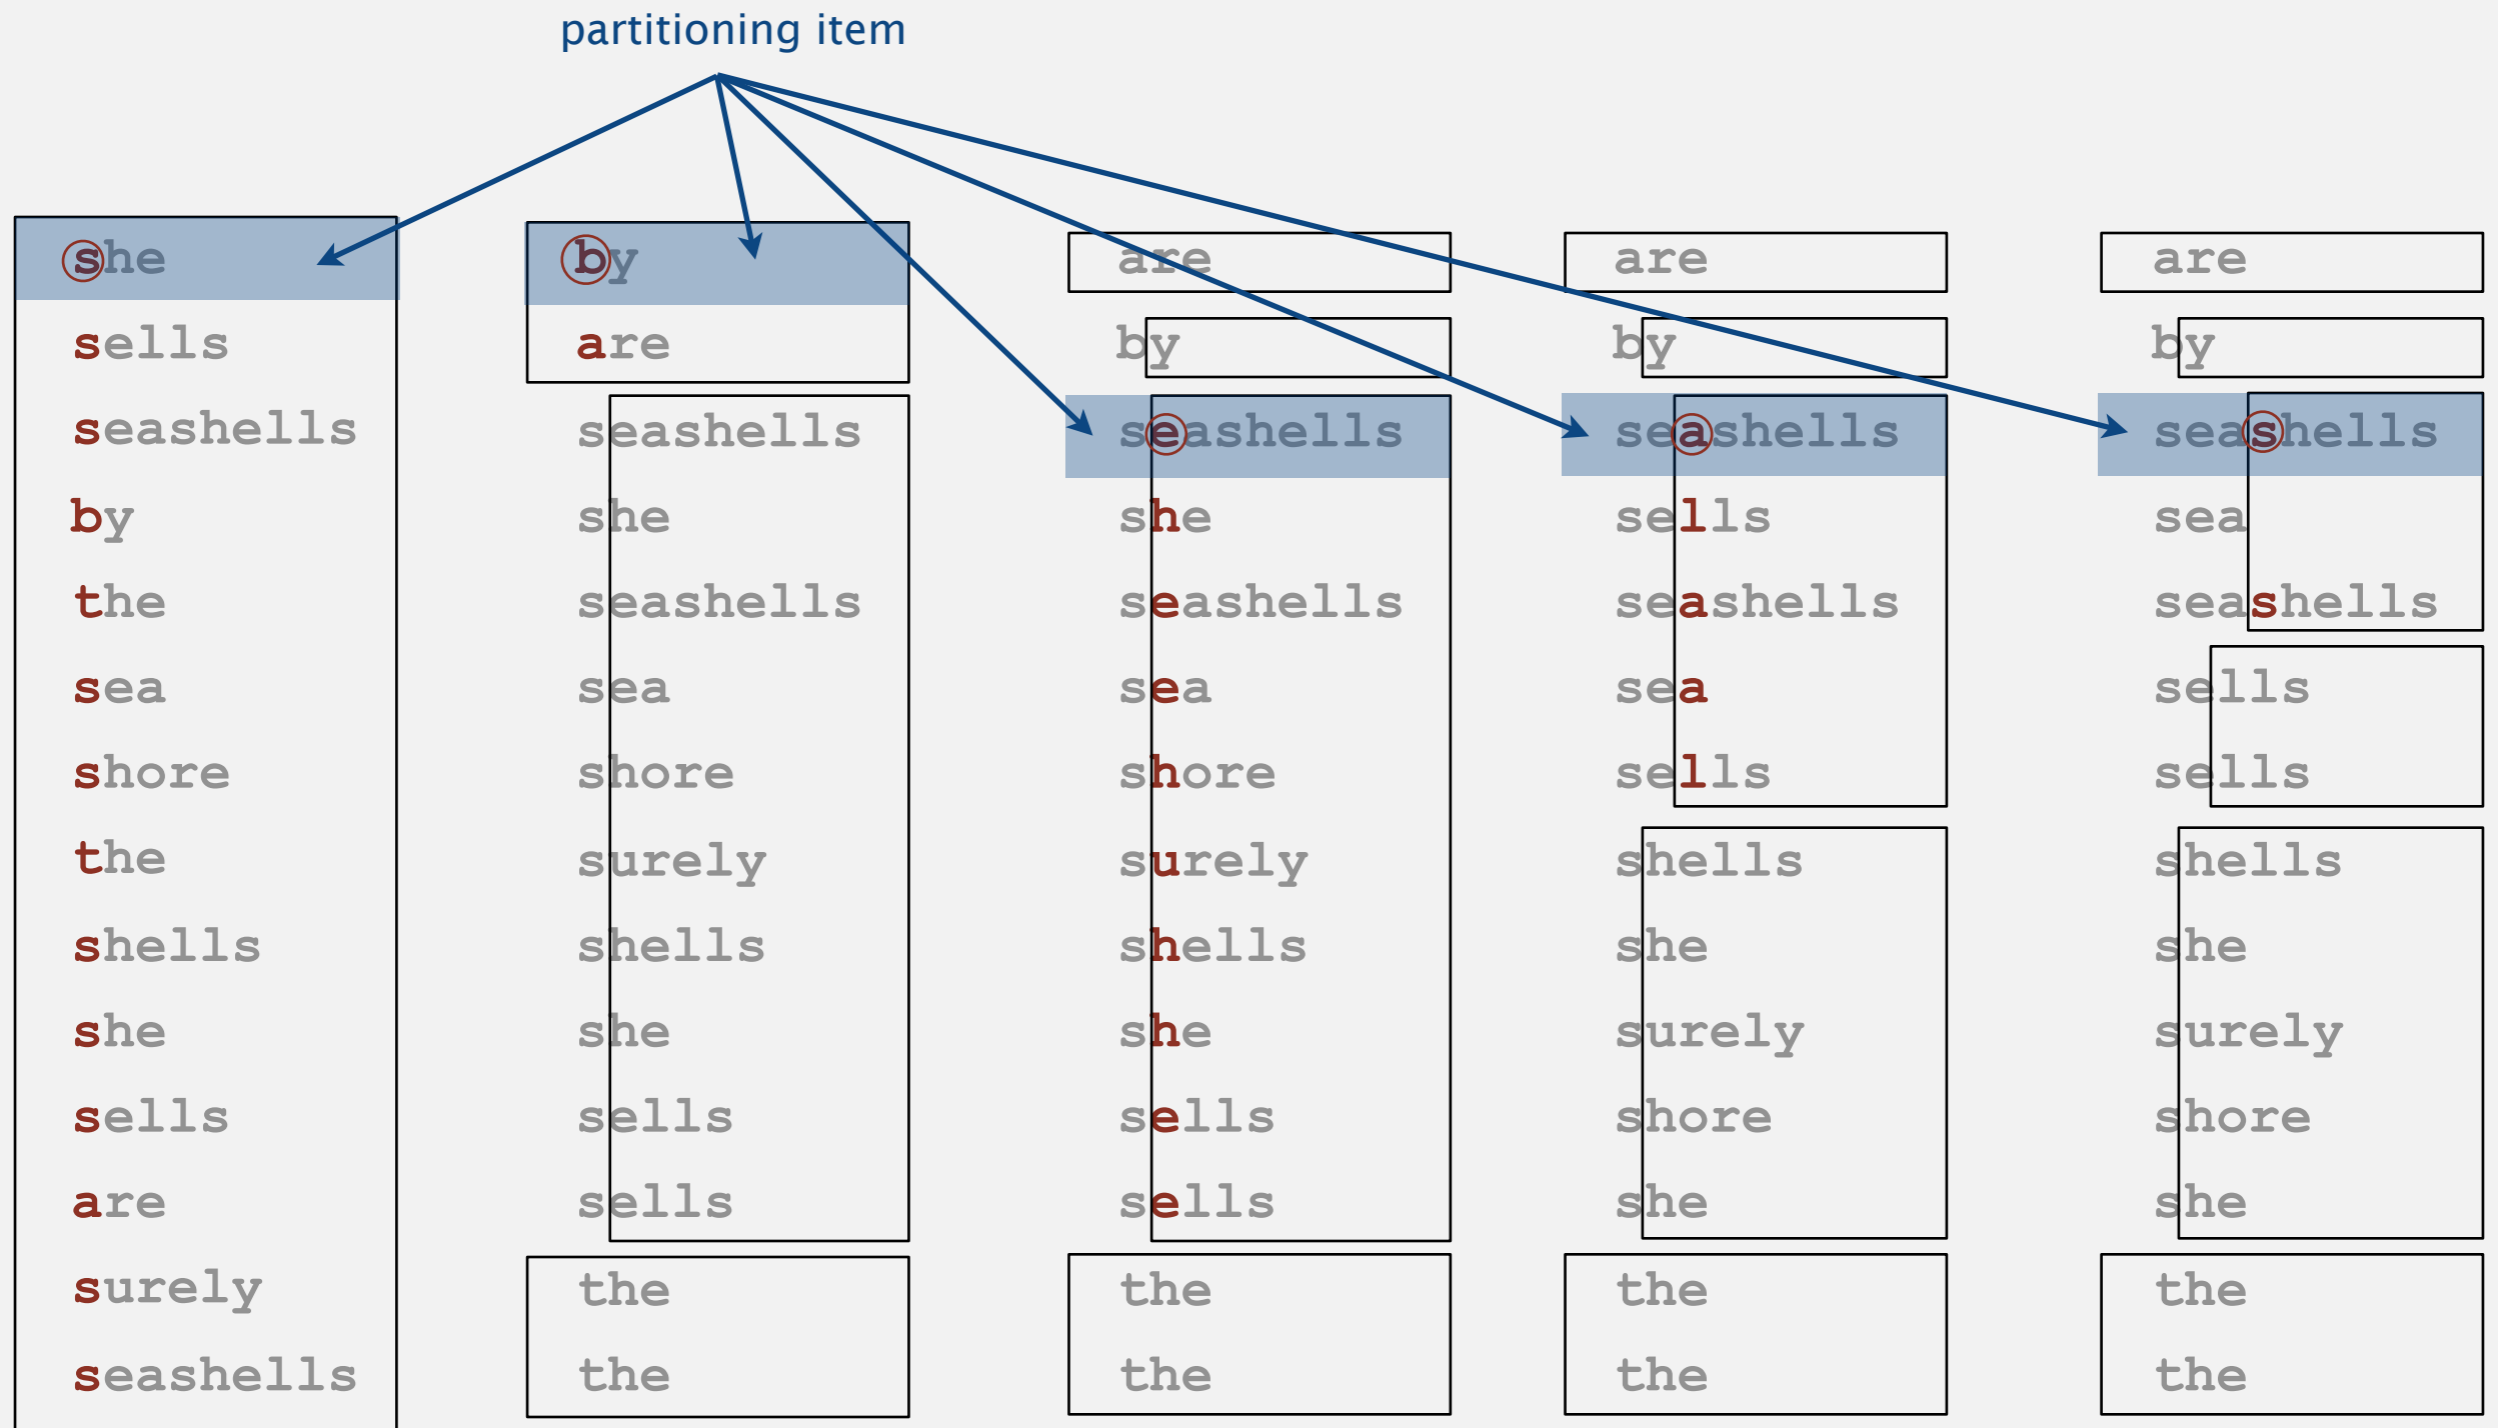 partitioning item
she by are are are
sells are by by by
seashells seashells seashells seashells seashells
by she she sells sea
the seashells seashells seashells seashells
sea sea sea sea sells
shore shore shore sells sells
the surely surely shells shells
shells shells shells she she
she she she surely surely
sells sells sells shore shore
are sells sells she she
surely the the the the
seashells the the the the